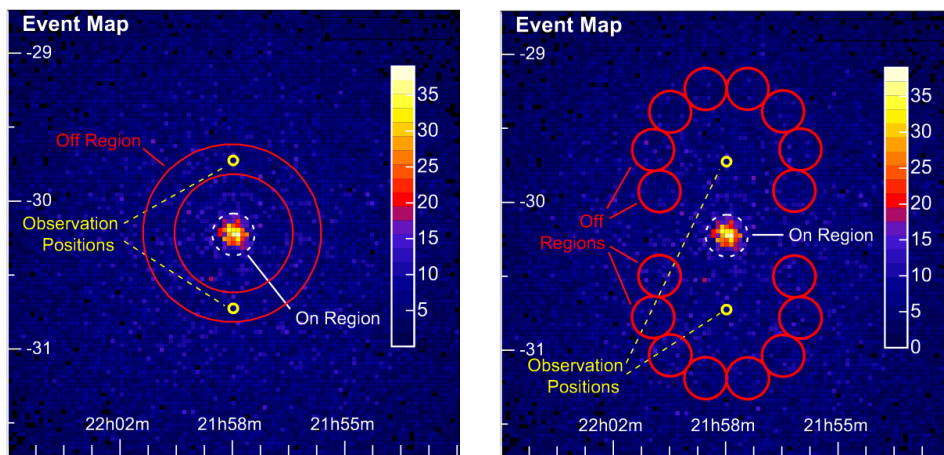 Event Map
-29
-30
-31
Off Region
Observation
Positions
On Region
35
30
25
20
15
10
5
0
22h02m
21h58m
21h55m
Event Map
-29
-30
-31
Off
Regions
On Region
Observation
Positions
35
30
25
20
15
10
5
0
22h02m
21h58m
21h55m